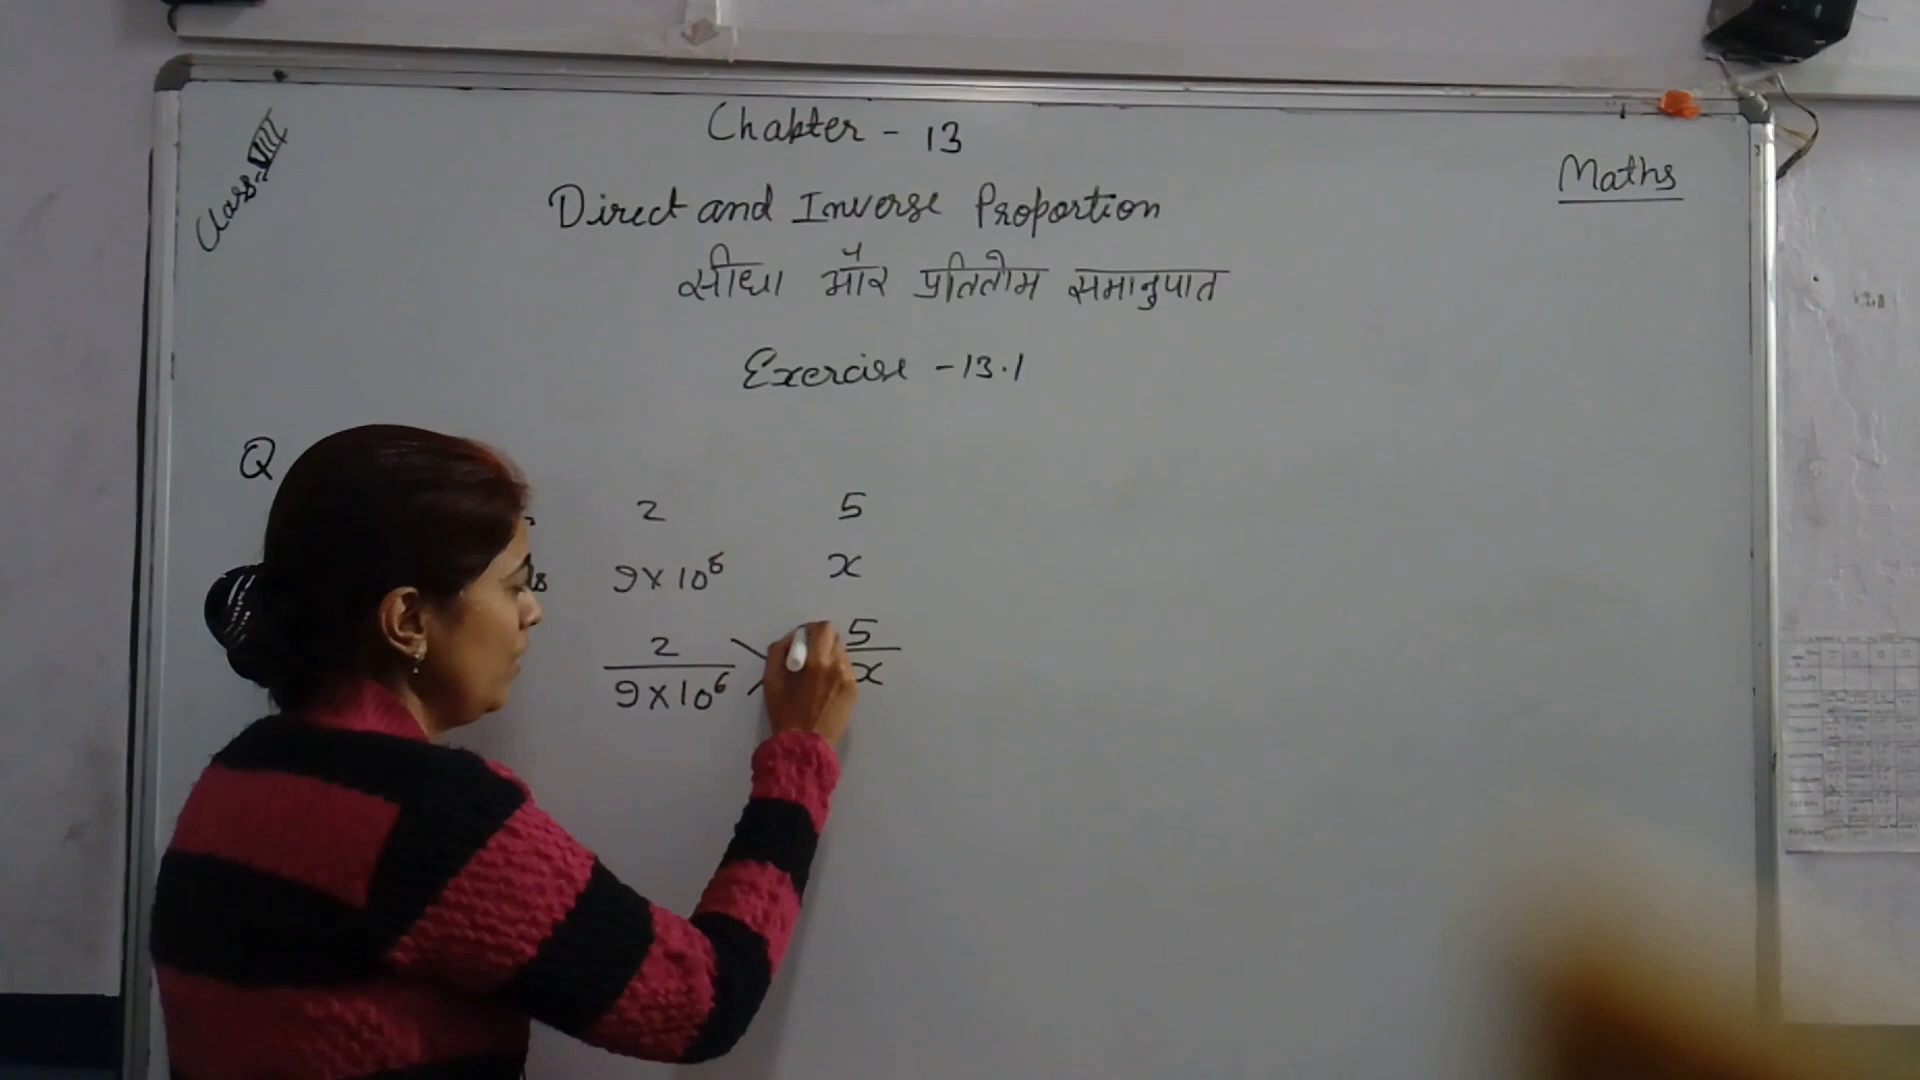 Class-VIII
Chapter - 13
Maths
Direct and Inverse Proportion
सीधा और प्रतिलोम समानुपात
Exercise - 13.1
Q
2 5
9×10⁶ x
2 5
9×10⁶ x